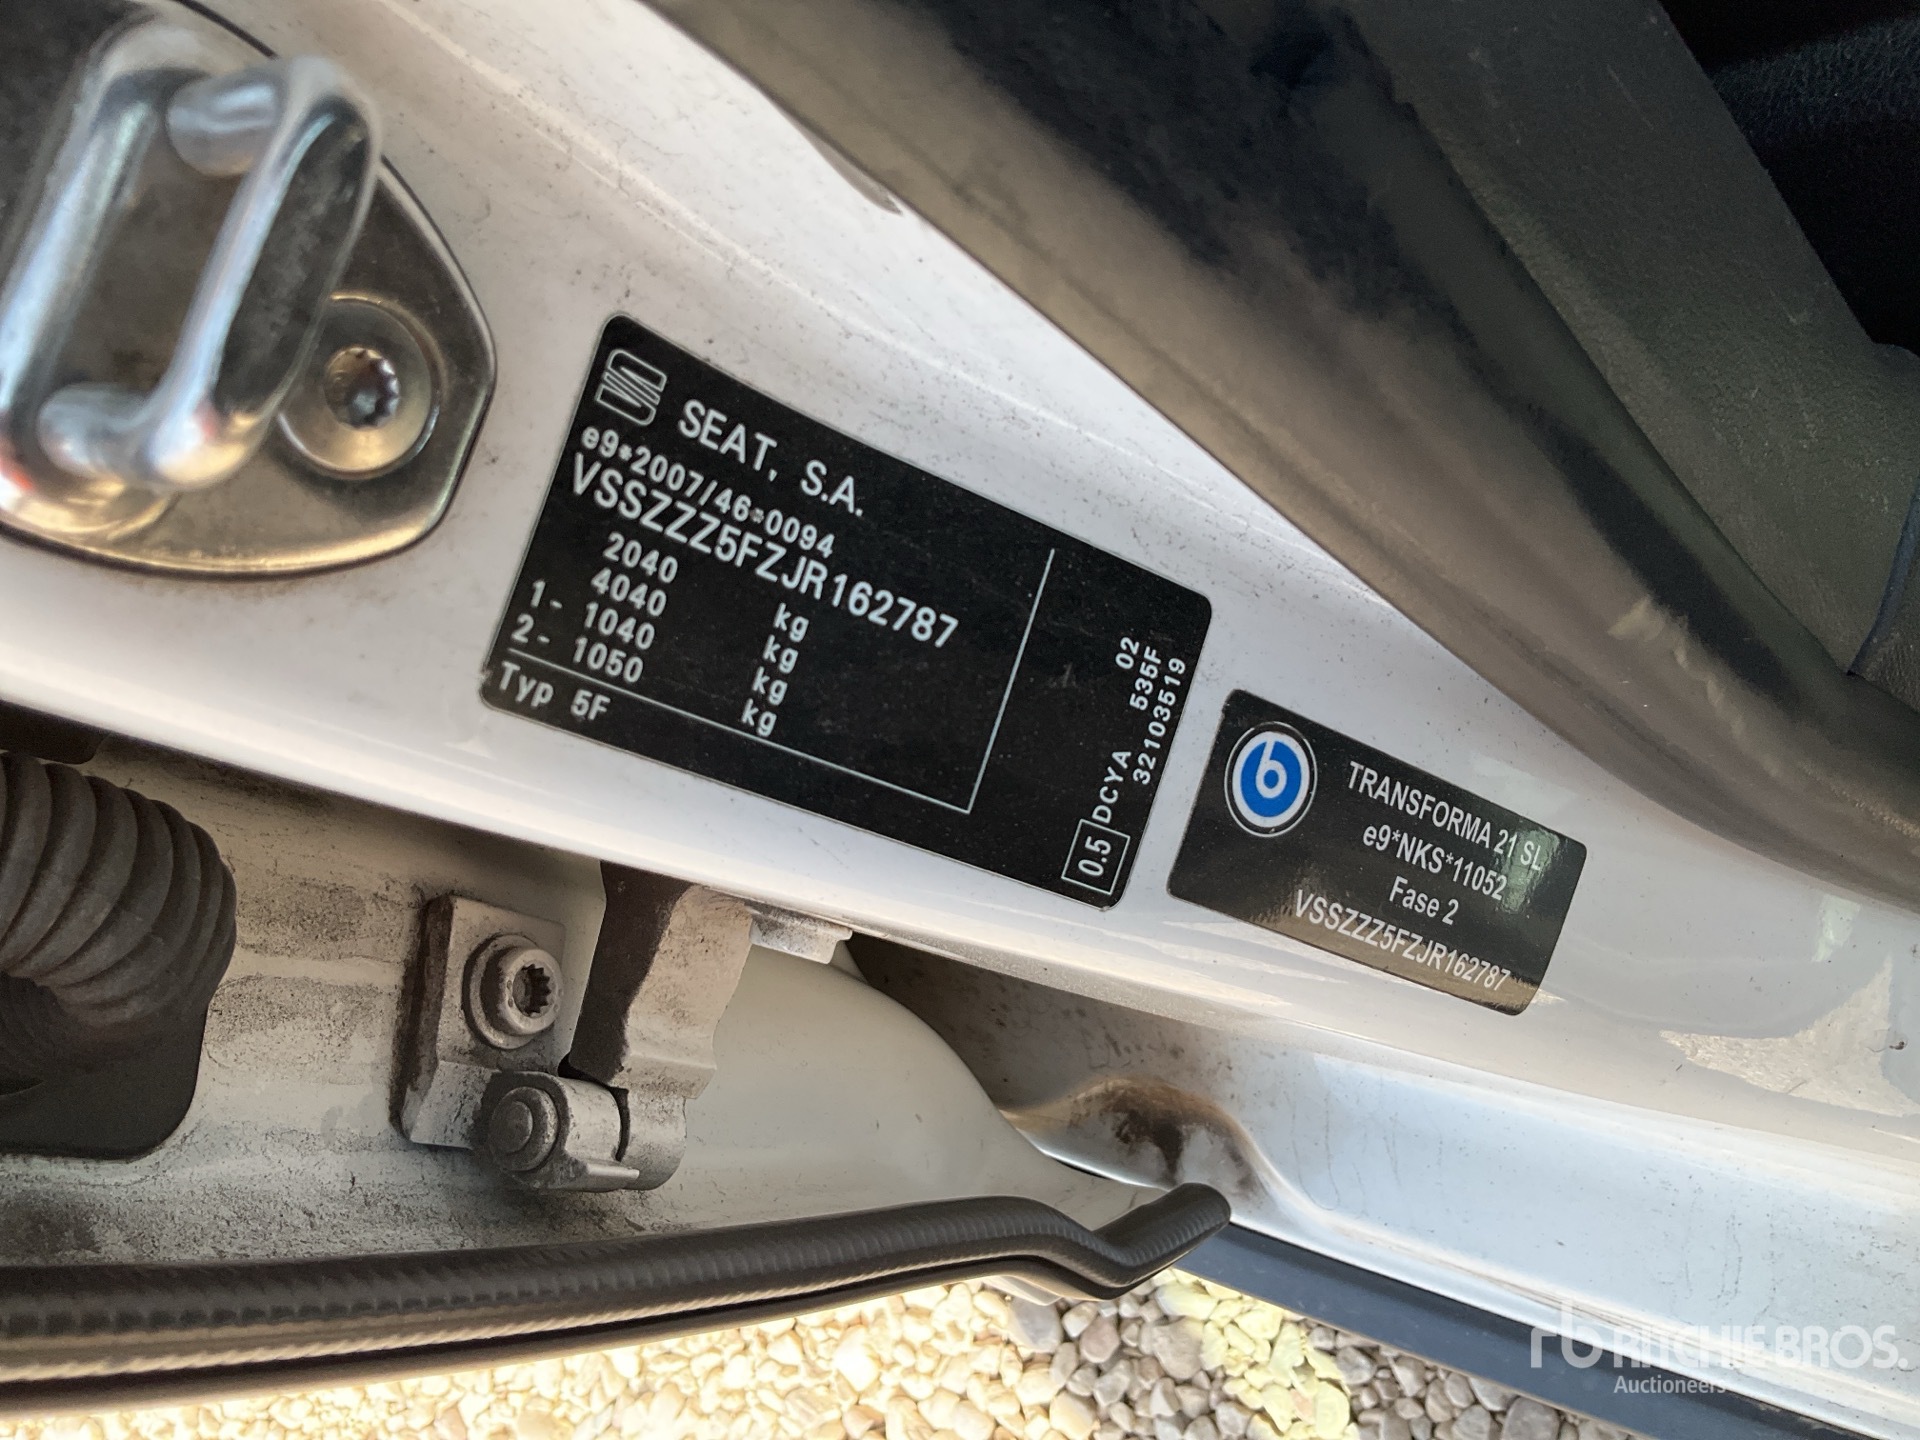 SEAT, S.A.
e9*2007/46*0094
VSSZZZ5FZJR162787
2040 kg
4040 kg
1- 1040 kg
2- 1050 kg
Typ 5F
02
535F
32103519
0.5 DCYA
b
TRANSFORMA 21 SL
e9*NKS*11052
Fase 2
VSSZZZ5FZJR162787
rb RITCHIE BROS.
Auctioneers